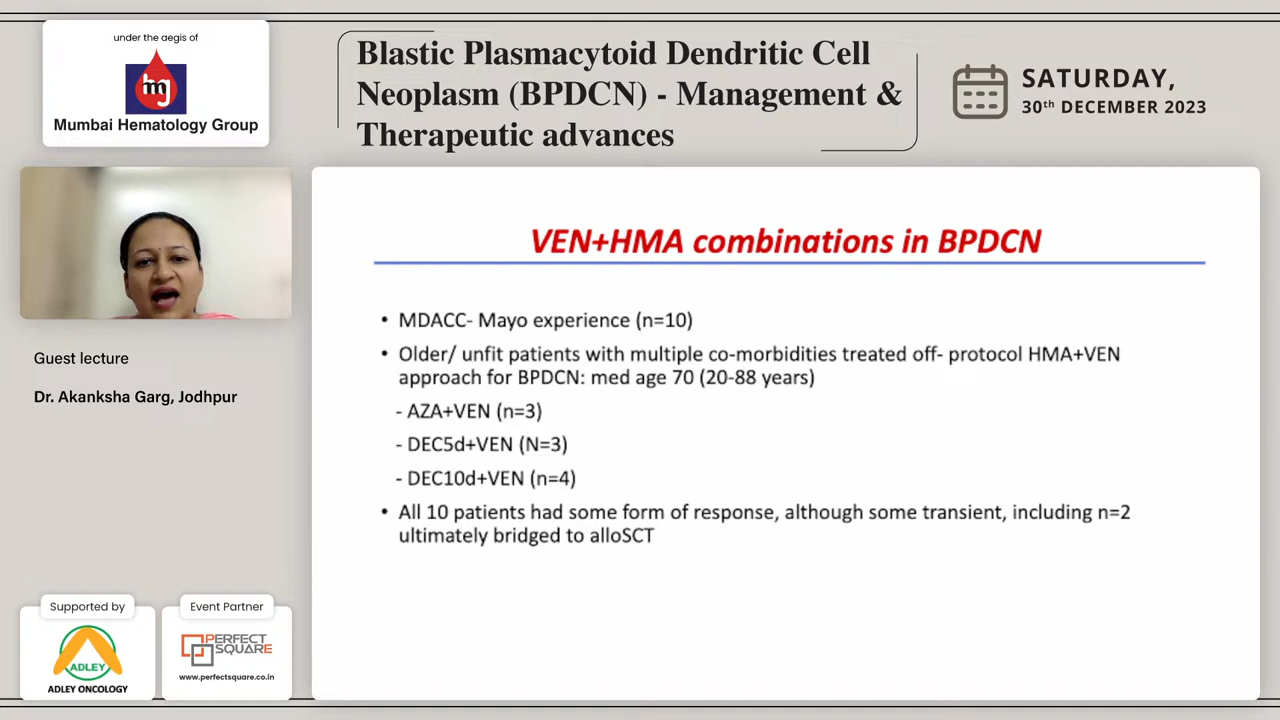 under the aegis of
hmg
Mumbai Hematology Group
Blastic Plasmacytoid Dendritic Cell
Neoplasm (BPDCN) - Management &
Therapeutic advances
SATURDAY,
30th DECEMBER 2023
Guest lecture
Dr. Akanksha Garg, Jodhpur
VEN+HMA combinations in BPDCN
• MDACC- Mayo experience (n=10)
• Older/ unfit patients with multiple co-morbidities treated off- protocol HMA+VEN
approach for BPDCN: med age 70 (20-88 years)
- AZA+VEN (n=3)
- DEC5d+VEN (N=3)
- DEC10d+VEN (n=4)
• All 10 patients had some form of response, although some transient, including n=2
ultimately bridged to alloSCT
Supported by
ADLEY
ADLEY ONCOLOGY
Event Partner
PERFECT
SQUARE
www.perfectsquare.co.in